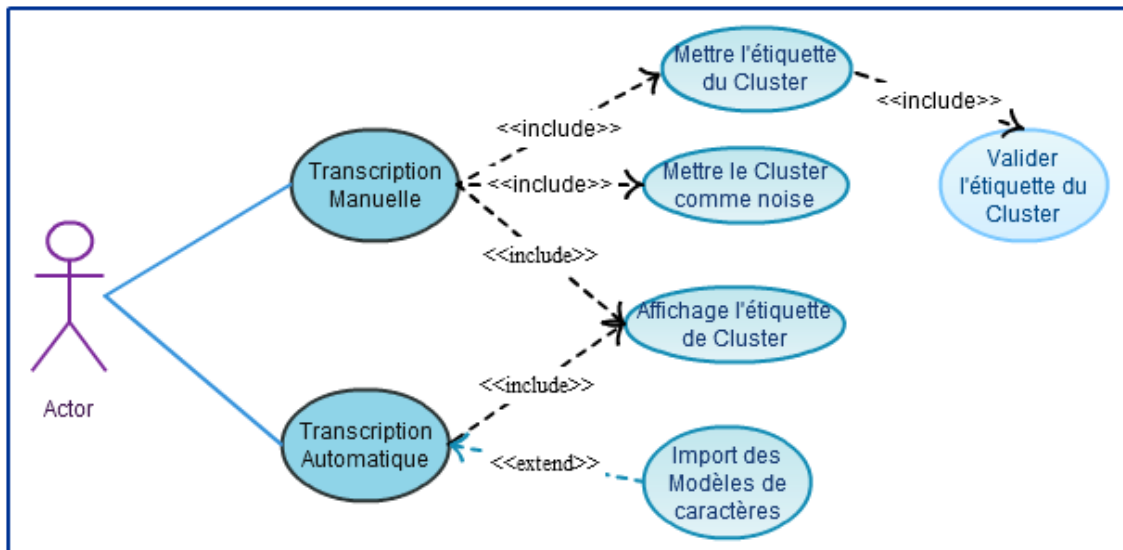 Mettre l'étiquette
du Cluster
<<include>>
<<include>>
Transcription
Manuelle
<<include>>
Mettre le Cluster
comme noise
Valider
l'étiquette du
Cluster
<<include>>
Affichage l'étiquette
de Cluster
<<include>>
Actor
Transcription
Automatique
<<extend>>
Import des
Modèles de
caractères